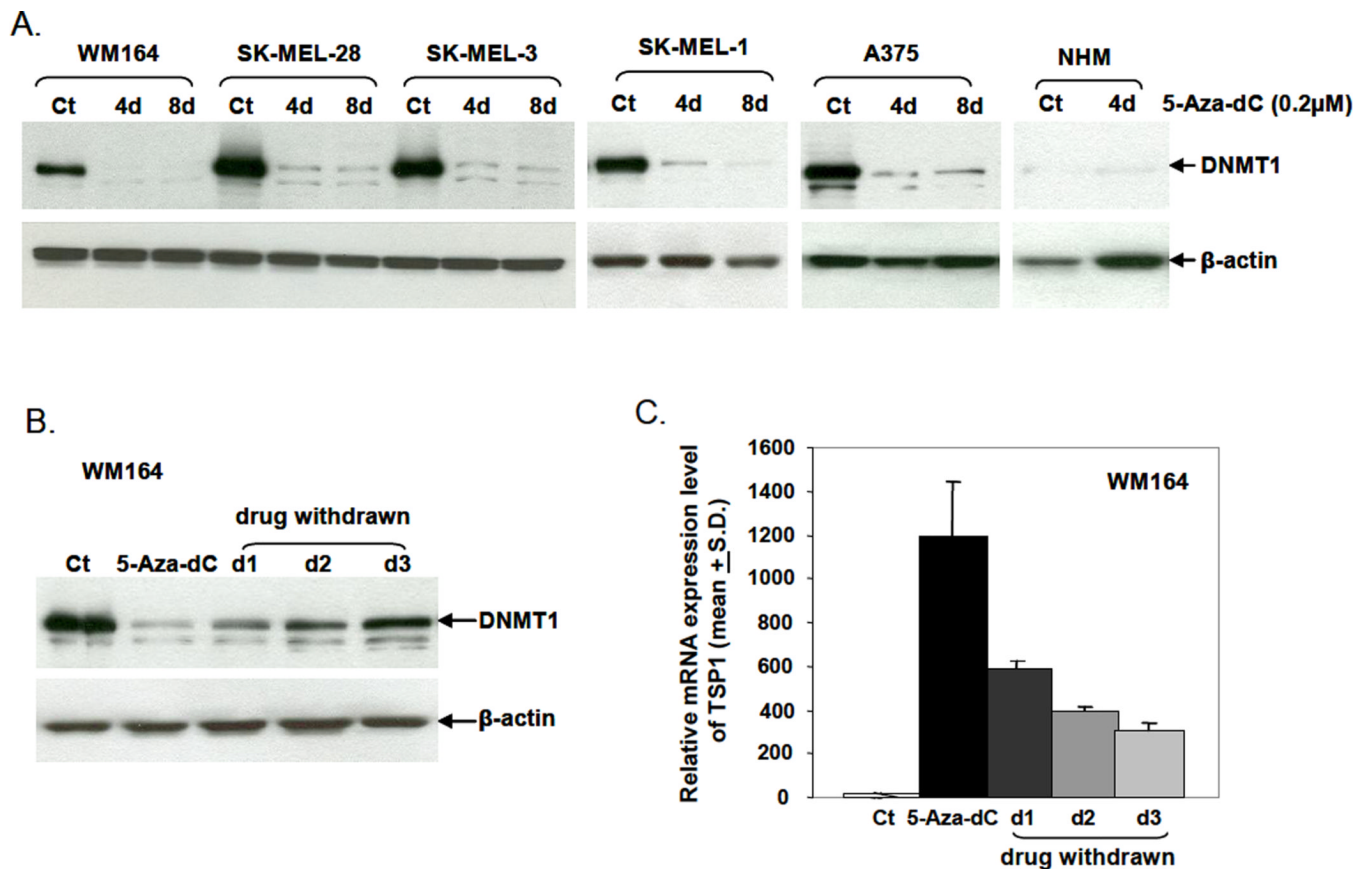 A.
WM164 SK-MEL-28 SK-MEL-3 SK-MEL-1 A375 NHM
Ct 4d 8d Ct 4d 8d Ct 4d 8d Ct 4d 8d Ct 4d 8d Ct 4d 5-Aza-dC (0.2μM)
DNMT1
β-actin
B.
WM164
drug withdrawn
Ct 5-Aza-dC d1 d2 d3
DNMT1
β-actin
C.
Relative mRNA expression level
of TSP1 (mean ± S.D.)
1600
1400
1200
1000
800
600
400
200
0
WM164
Ct 5-Aza-dC d1 d2 d3
drug withdrawn